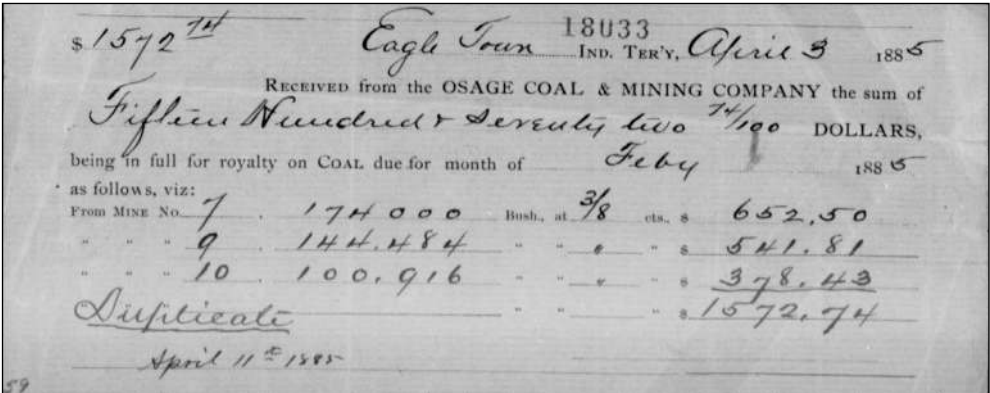 18033
$1572 74 Eagle Town IND. TER'Y, April 3 1885
RECEIVED from the OSAGE COAL & MINING COMPANY the sum of
Fifteen Hundred & Seventy two 74/100 DOLLARS,
being in full for royalty on COAL due for month of Feby 1885
as follows, viz:
From MINE No. 7 174000 Bush., at 3/8 cts., $ 652.50
" " " 9 144.484 " " " " $ 541.81
" " " 10 100.916 " " " " $ 378.43
Duplicate " " " $ 1572.74
April 11th 1885
59